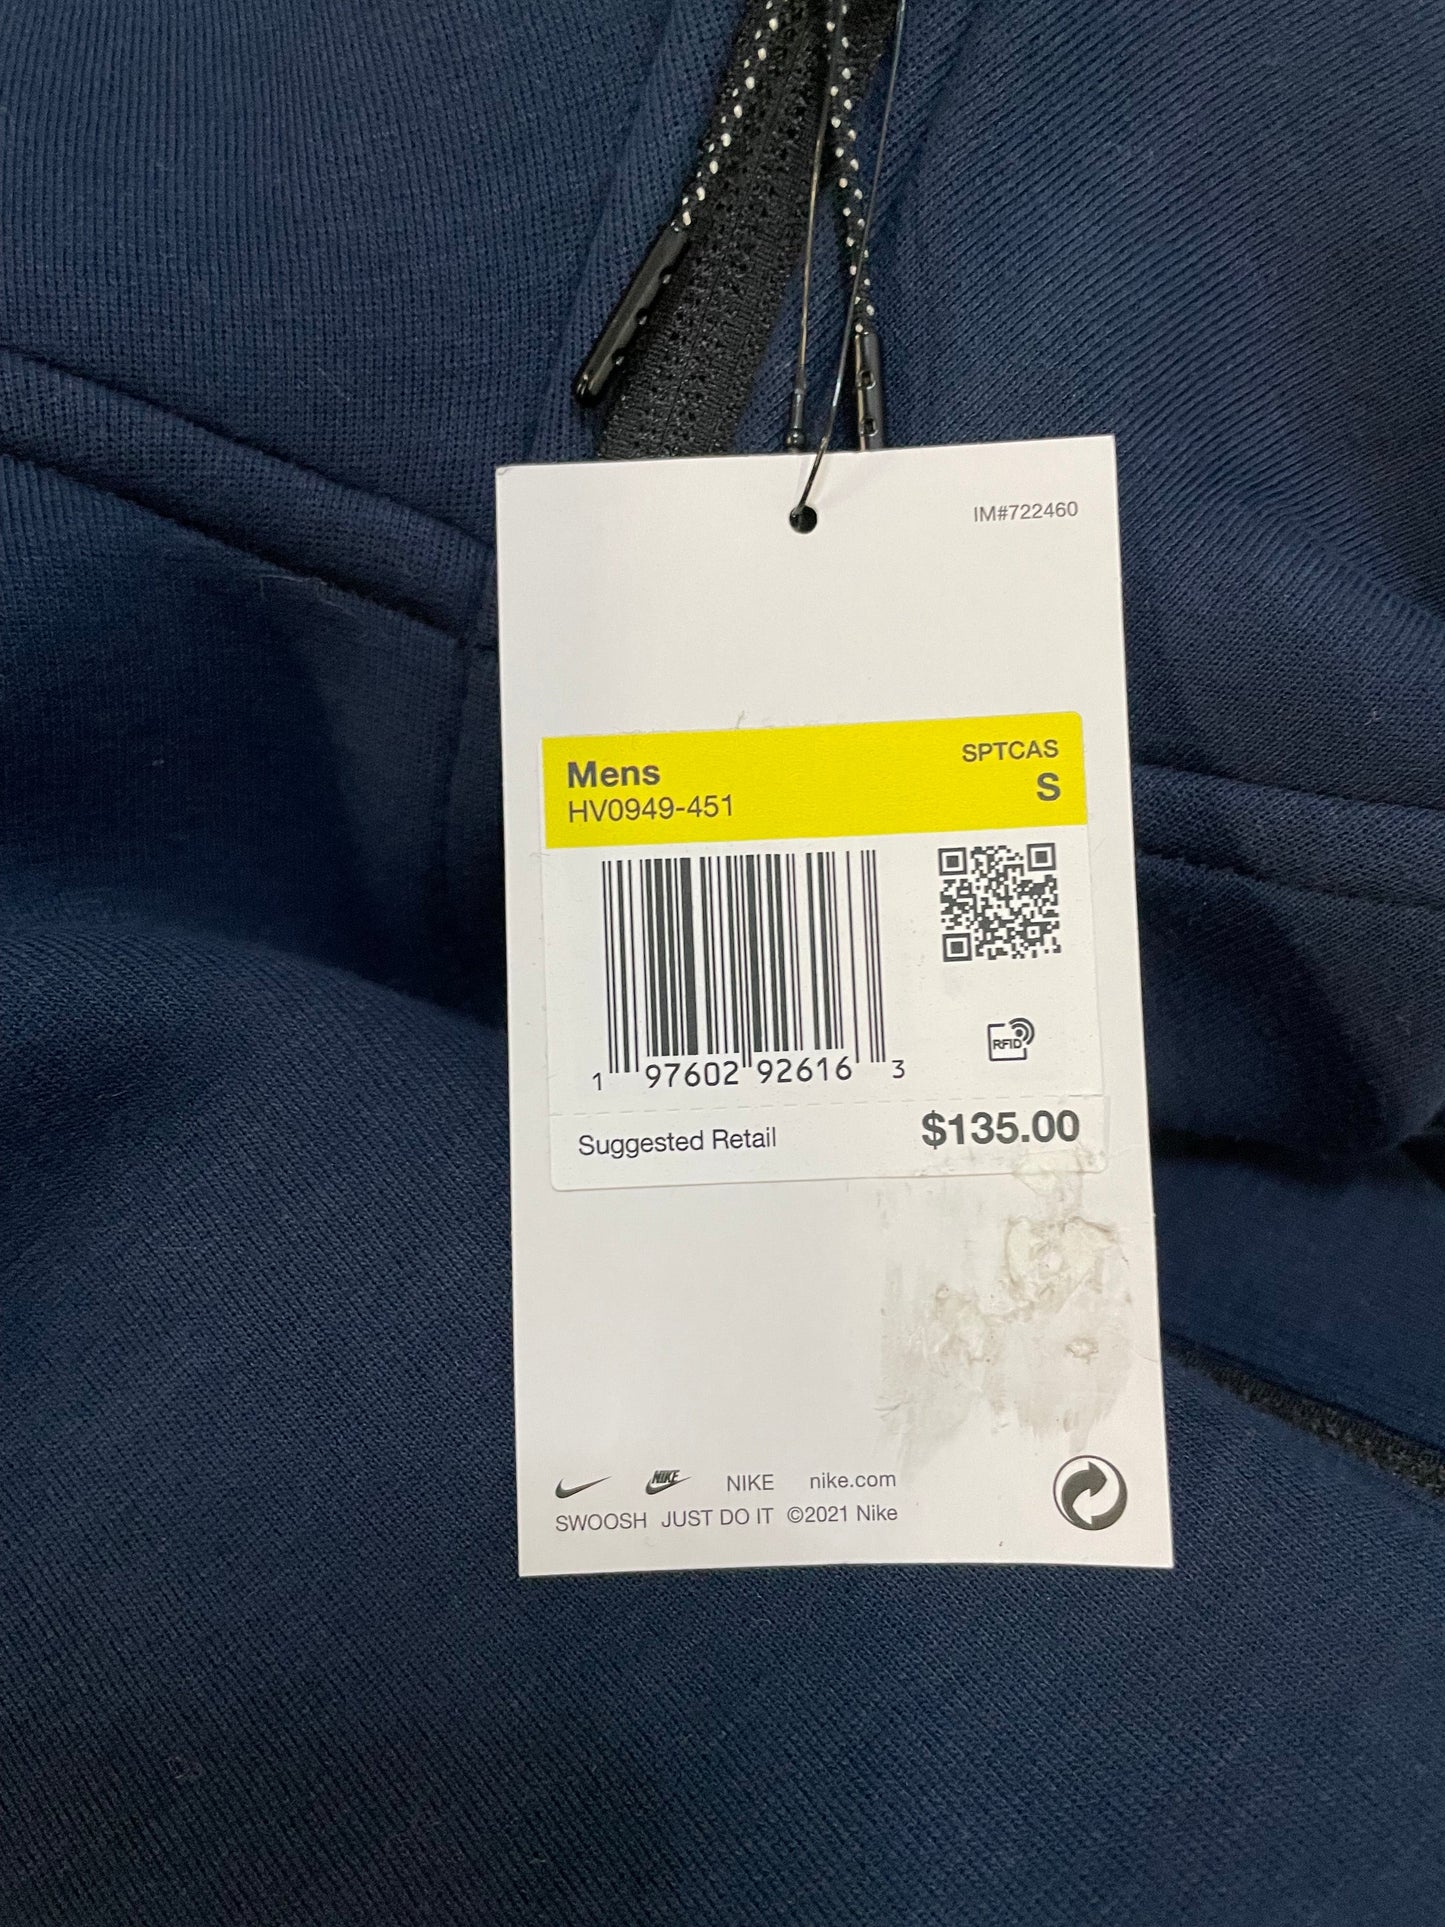 IM#722460
Mens
SPTCAS
HV0949-451
S
RFID
1 97602 92616 3
Suggested Retail
$135.00
NIKE NIKE nike.com
SWOOSH JUST DO IT ©2021 Nike